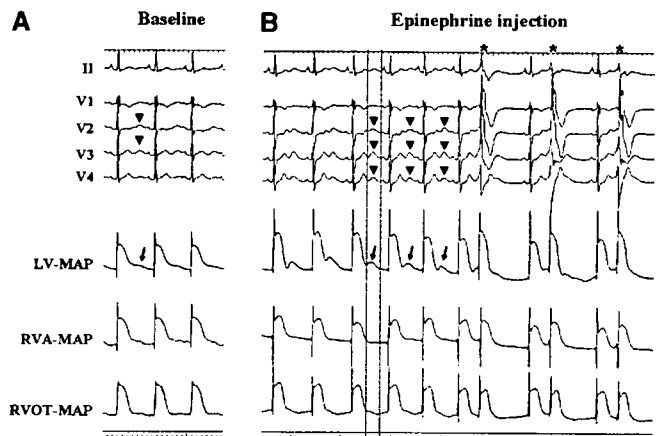 A Baseline B Epinephrine injection
* * *
II
V1
V2
V3
V4
LV-MAP
RVA-MAP
RVOT-MAP